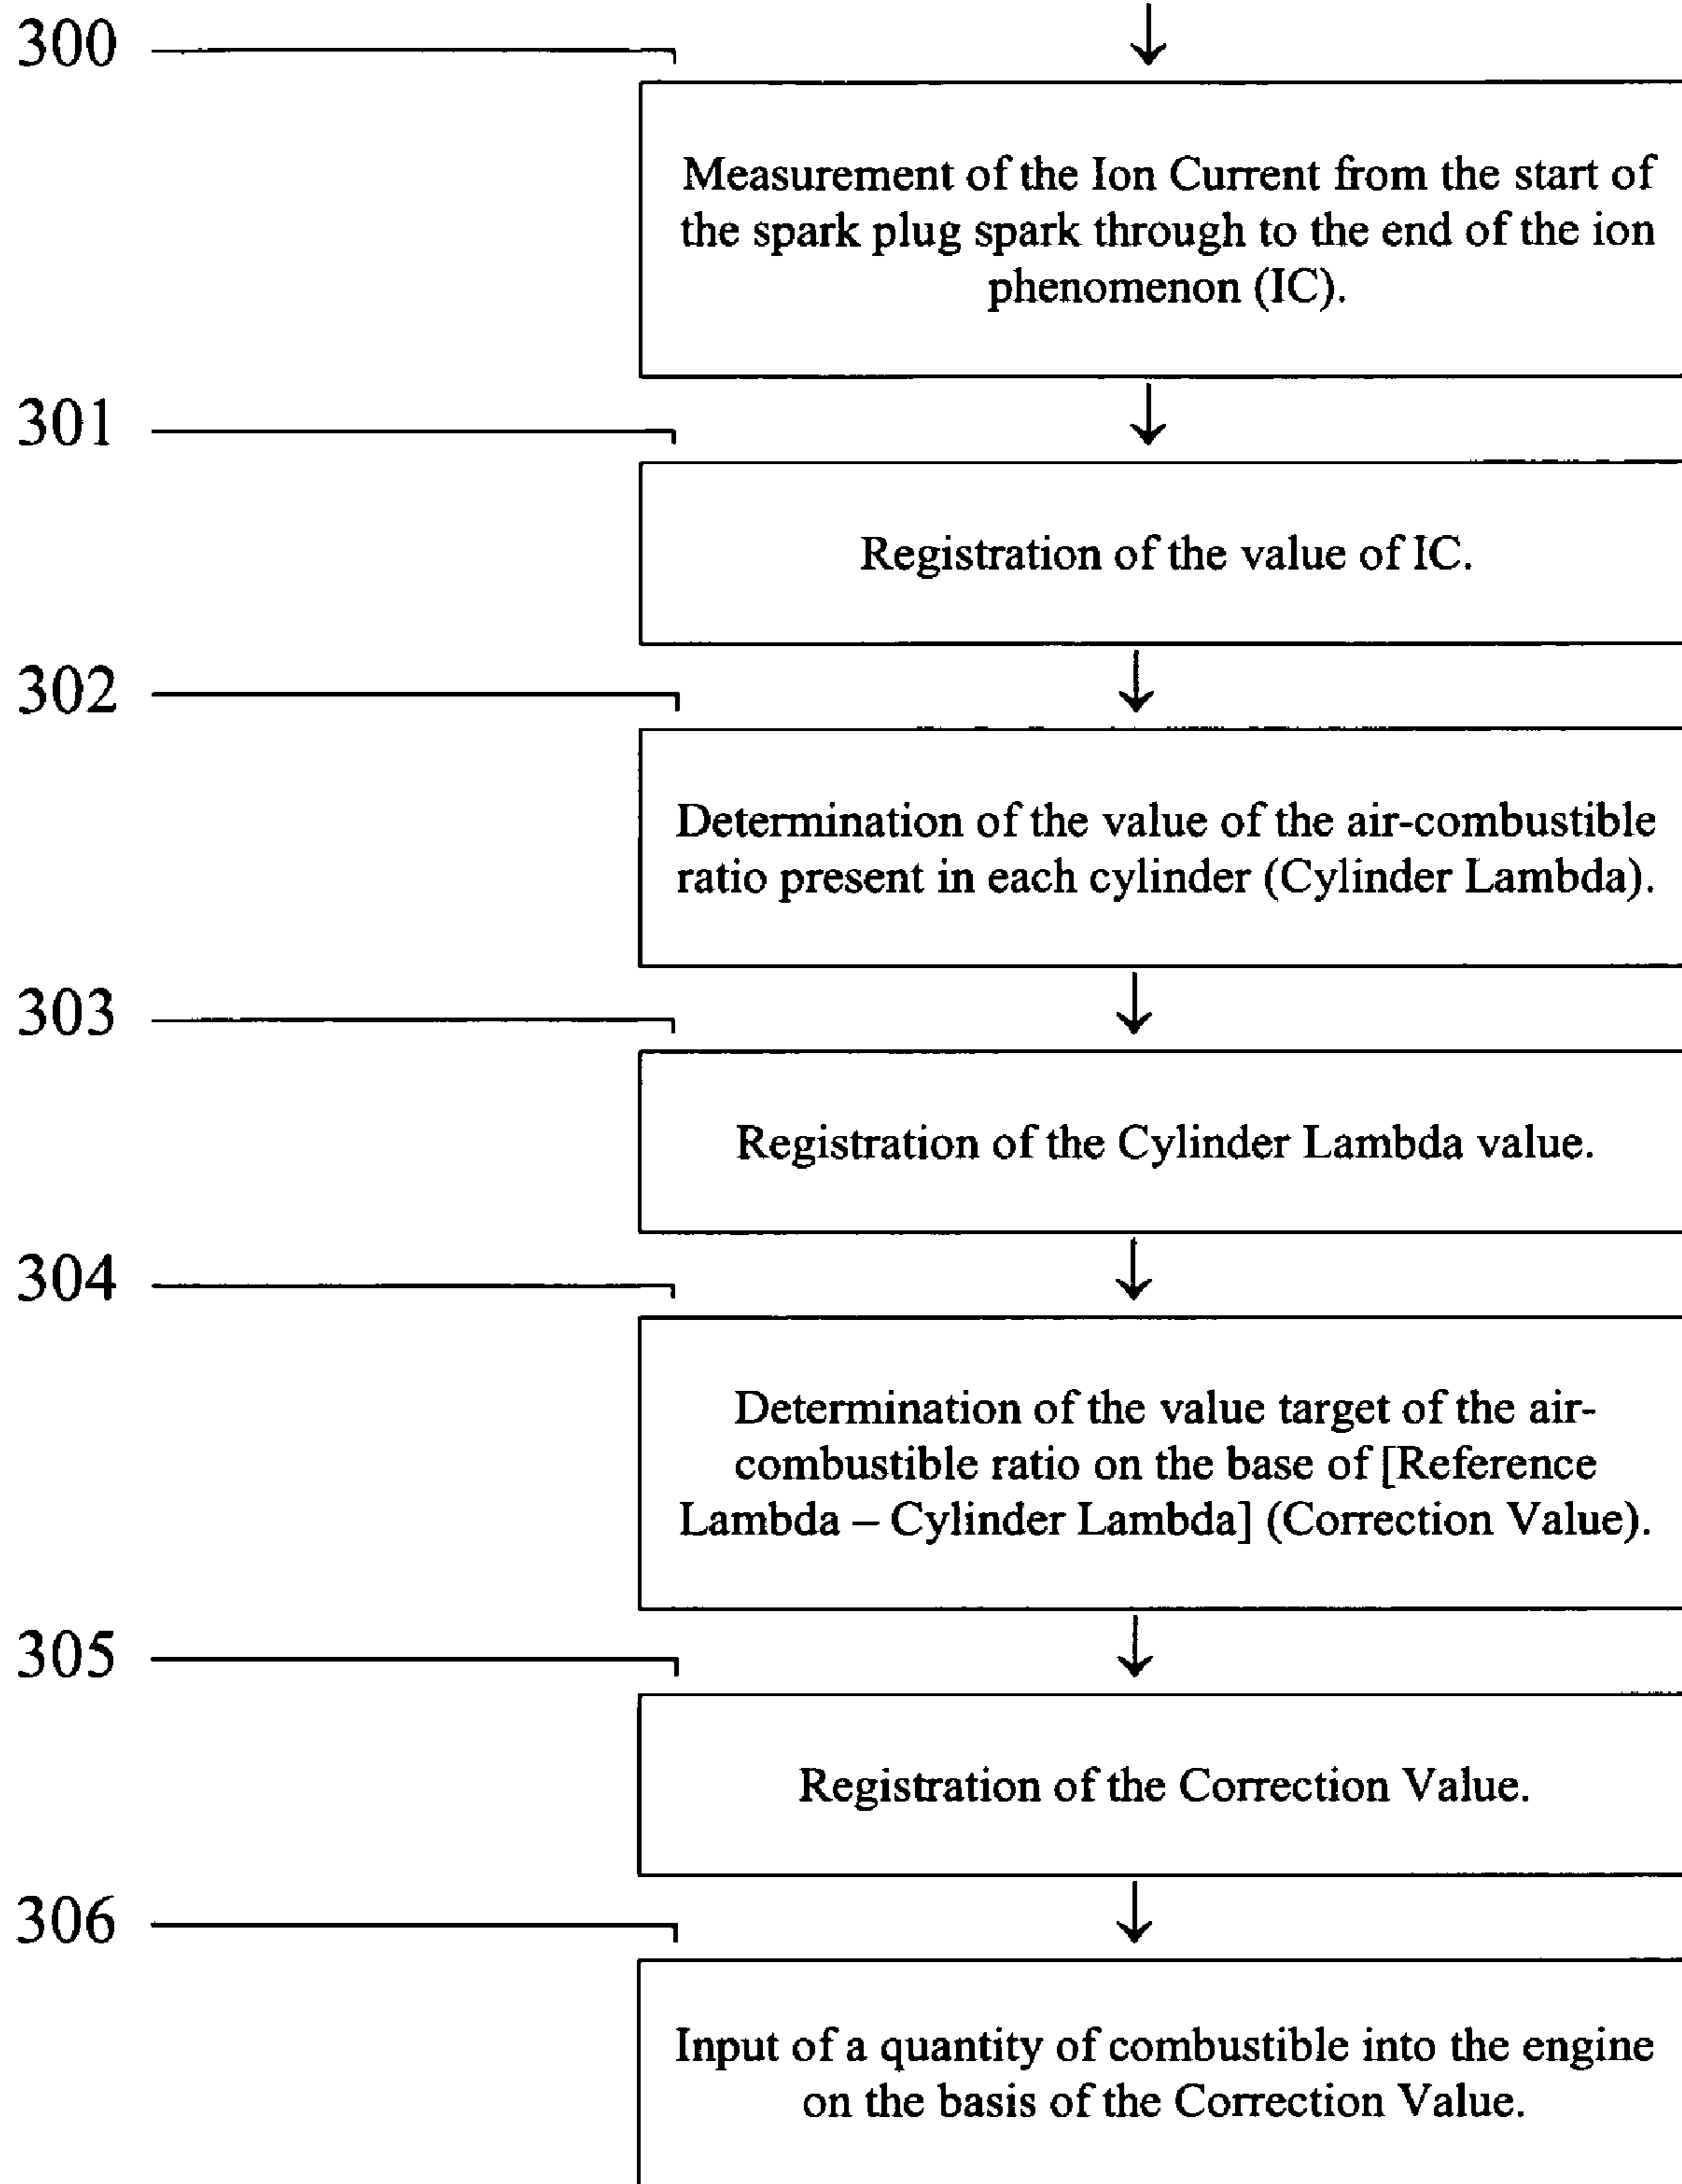 300
Measurement of the Ion Current from the start of
the spark plug spark through to the end of the ion
phenomenon (IC).
301
Registration of the value of IC.
302
Determination of the value of the air-combustible
ratio present in each cylinder (Cylinder Lambda).
303
Registration of the Cylinder Lambda value.
304
Determination of the value target of the air-
combustible ratio on the base of [Reference
Lambda – Cylinder Lambda] (Correction Value).
305
Registration of the Correction Value.
306
Input of a quantity of combustible into the engine
on the basis of the Correction Value.